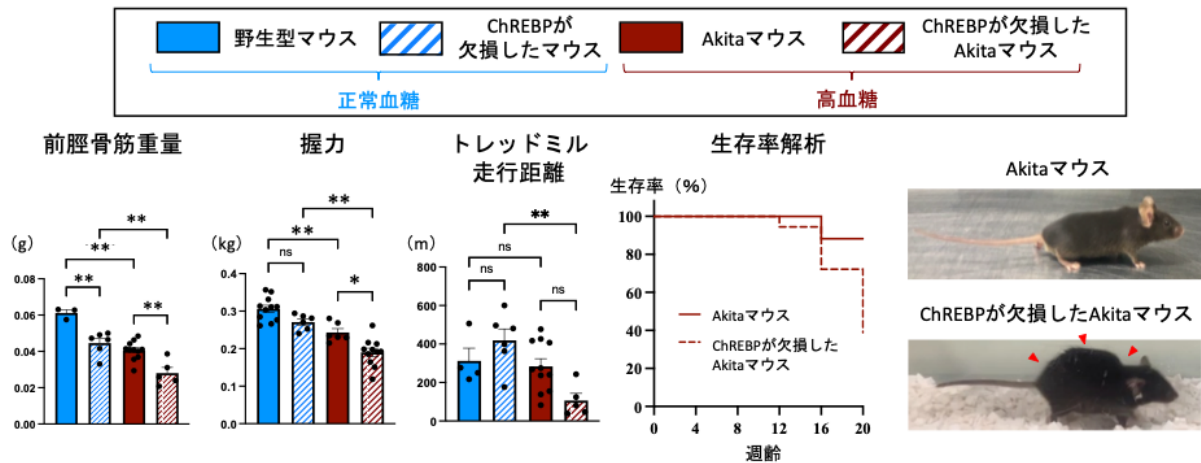 野生型マウス
ChREBPが
欠損したマウス
Akitaマウス
ChREBPが欠損した
Akitaマウス
正常血糖
高血糖
前脛骨筋重量
(g)
**
**
**
**
0.08
0.06
0.04
0.02
0.00
握力
(kg)
**
**
ns
*
0.4
0.3
0.2
0.1
0.0
トレッドミル
走行距離
(m)
**
ns
ns
ns
800
600
400
200
0
生存率解析
生存率（%）
100
80
60
40
20
0
Akitaマウス
ChREBPが欠損した
Akitaマウス
0 4 8 12 16 20
週齢
Akitaマウス
ChREBPが欠損したAkitaマウス